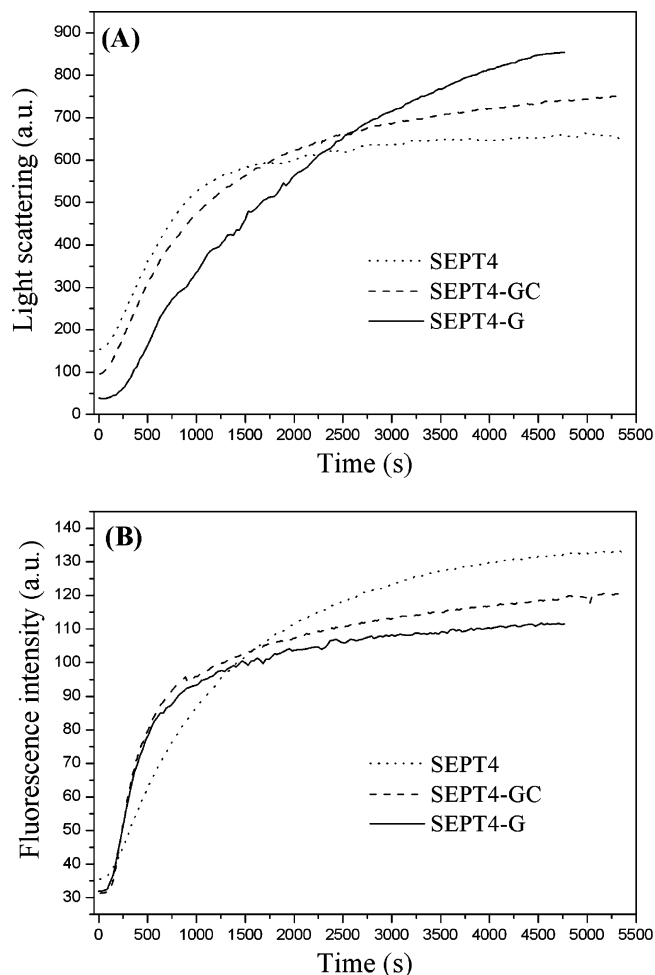 (A)
Light scattering (a.u.)
900
800
700
600
500
400
300
200
100
0
SEPT4
SEPT4-GC
SEPT4-G
0 500 1000 1500 2000 2500 3000 3500 4000 4500 5000 5500
Time (s)
(B)
Fluorescence intensity (a.u.)
140
130
120
110
100
90
80
70
60
50
40
30
SEPT4
SEPT4-GC
SEPT4-G
0 500 1000 1500 2000 2500 3000 3500 4000 4500 5000 5500
Time (s)